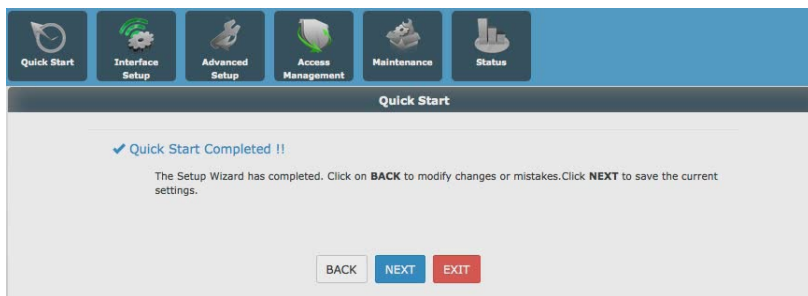 Quick Start
Interface
Setup
Advanced
Setup
Access
Management
Maintenance
Status
Quick Start
Quick Start Completed !!
The Setup Wizard has completed. Click on BACK to modify changes or mistakes.Click NEXT to save the current
settings.
BACK
NEXT
EXIT